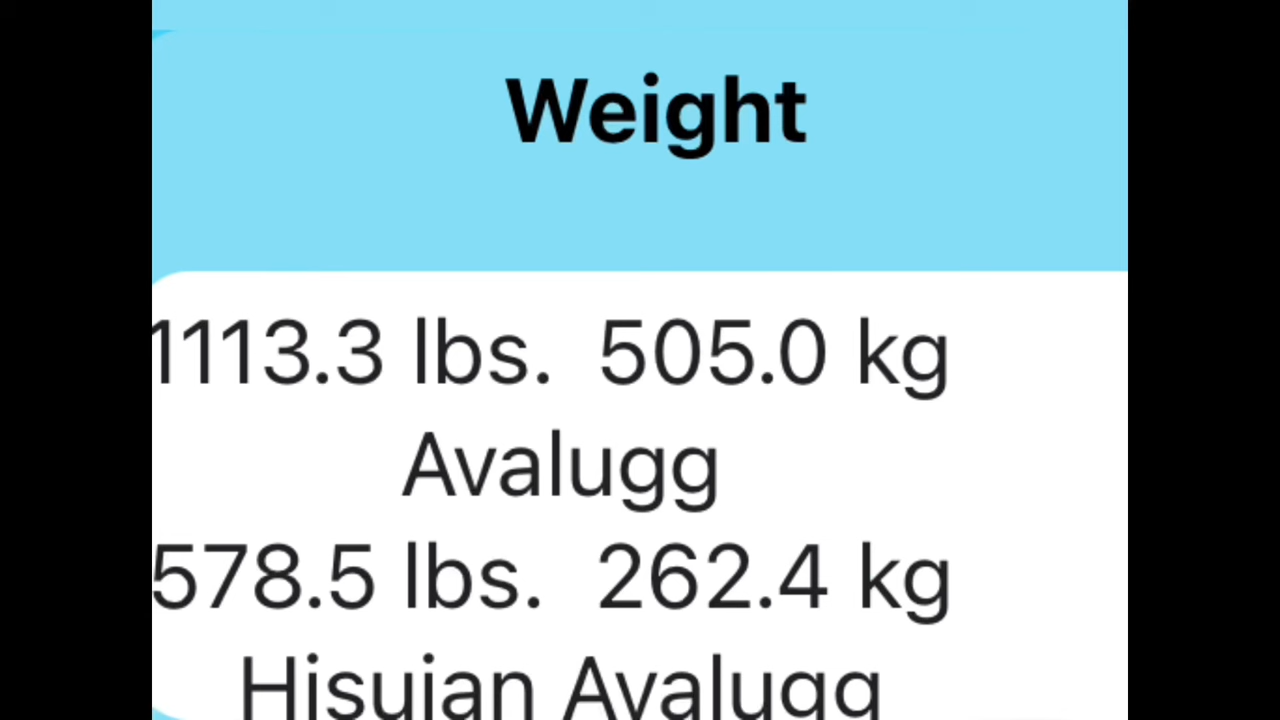 Weight
1113.3 lbs. 505.0 kg
Avalugg
578.5 lbs. 262.4 kg
Hisuian Avalugg